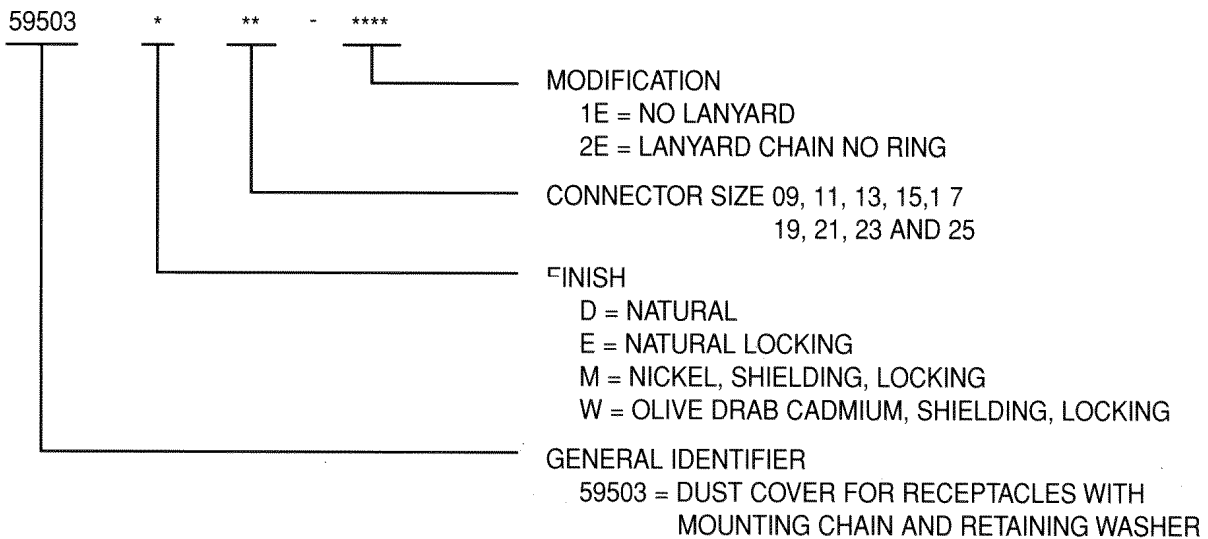 59503 * ** - ****
MODIFICATION
1E = NO LANYARD
2E = LANYARD CHAIN NO RING
CONNECTOR SIZE 09, 11, 13, 15,1 7
19, 21, 23 AND 25
FINISH
D = NATURAL
E = NATURAL LOCKING
M = NICKEL, SHIELDING, LOCKING
W = OLIVE DRAB CADMIUM, SHIELDING, LOCKING
GENERAL IDENTIFIER
59503 = DUST COVER FOR RECEPTACLES WITH
MOUNTING CHAIN AND RETAINING WASHER